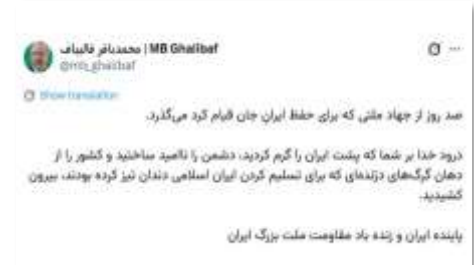 MB Ghalibaf | محمدباقر قالیباف
@mb_ghalibaf
Show translation
صد روز از جهاد ملتی که برای حفظ ایرانِ جان قیام کرد می‌گذرد.
درود خدا بر شما که پشت ایران را گرم کردید، دشمن را ناامید ساختید و کشور را از
دهان گرگ‌های درنده‌ای که برای تسلیم کردن ایران اسلامی دندان تیز کرده بودند، بیرون
کشیدید.
پاینده ایران و زنده باد مقاومت ملت بزرگ ایران